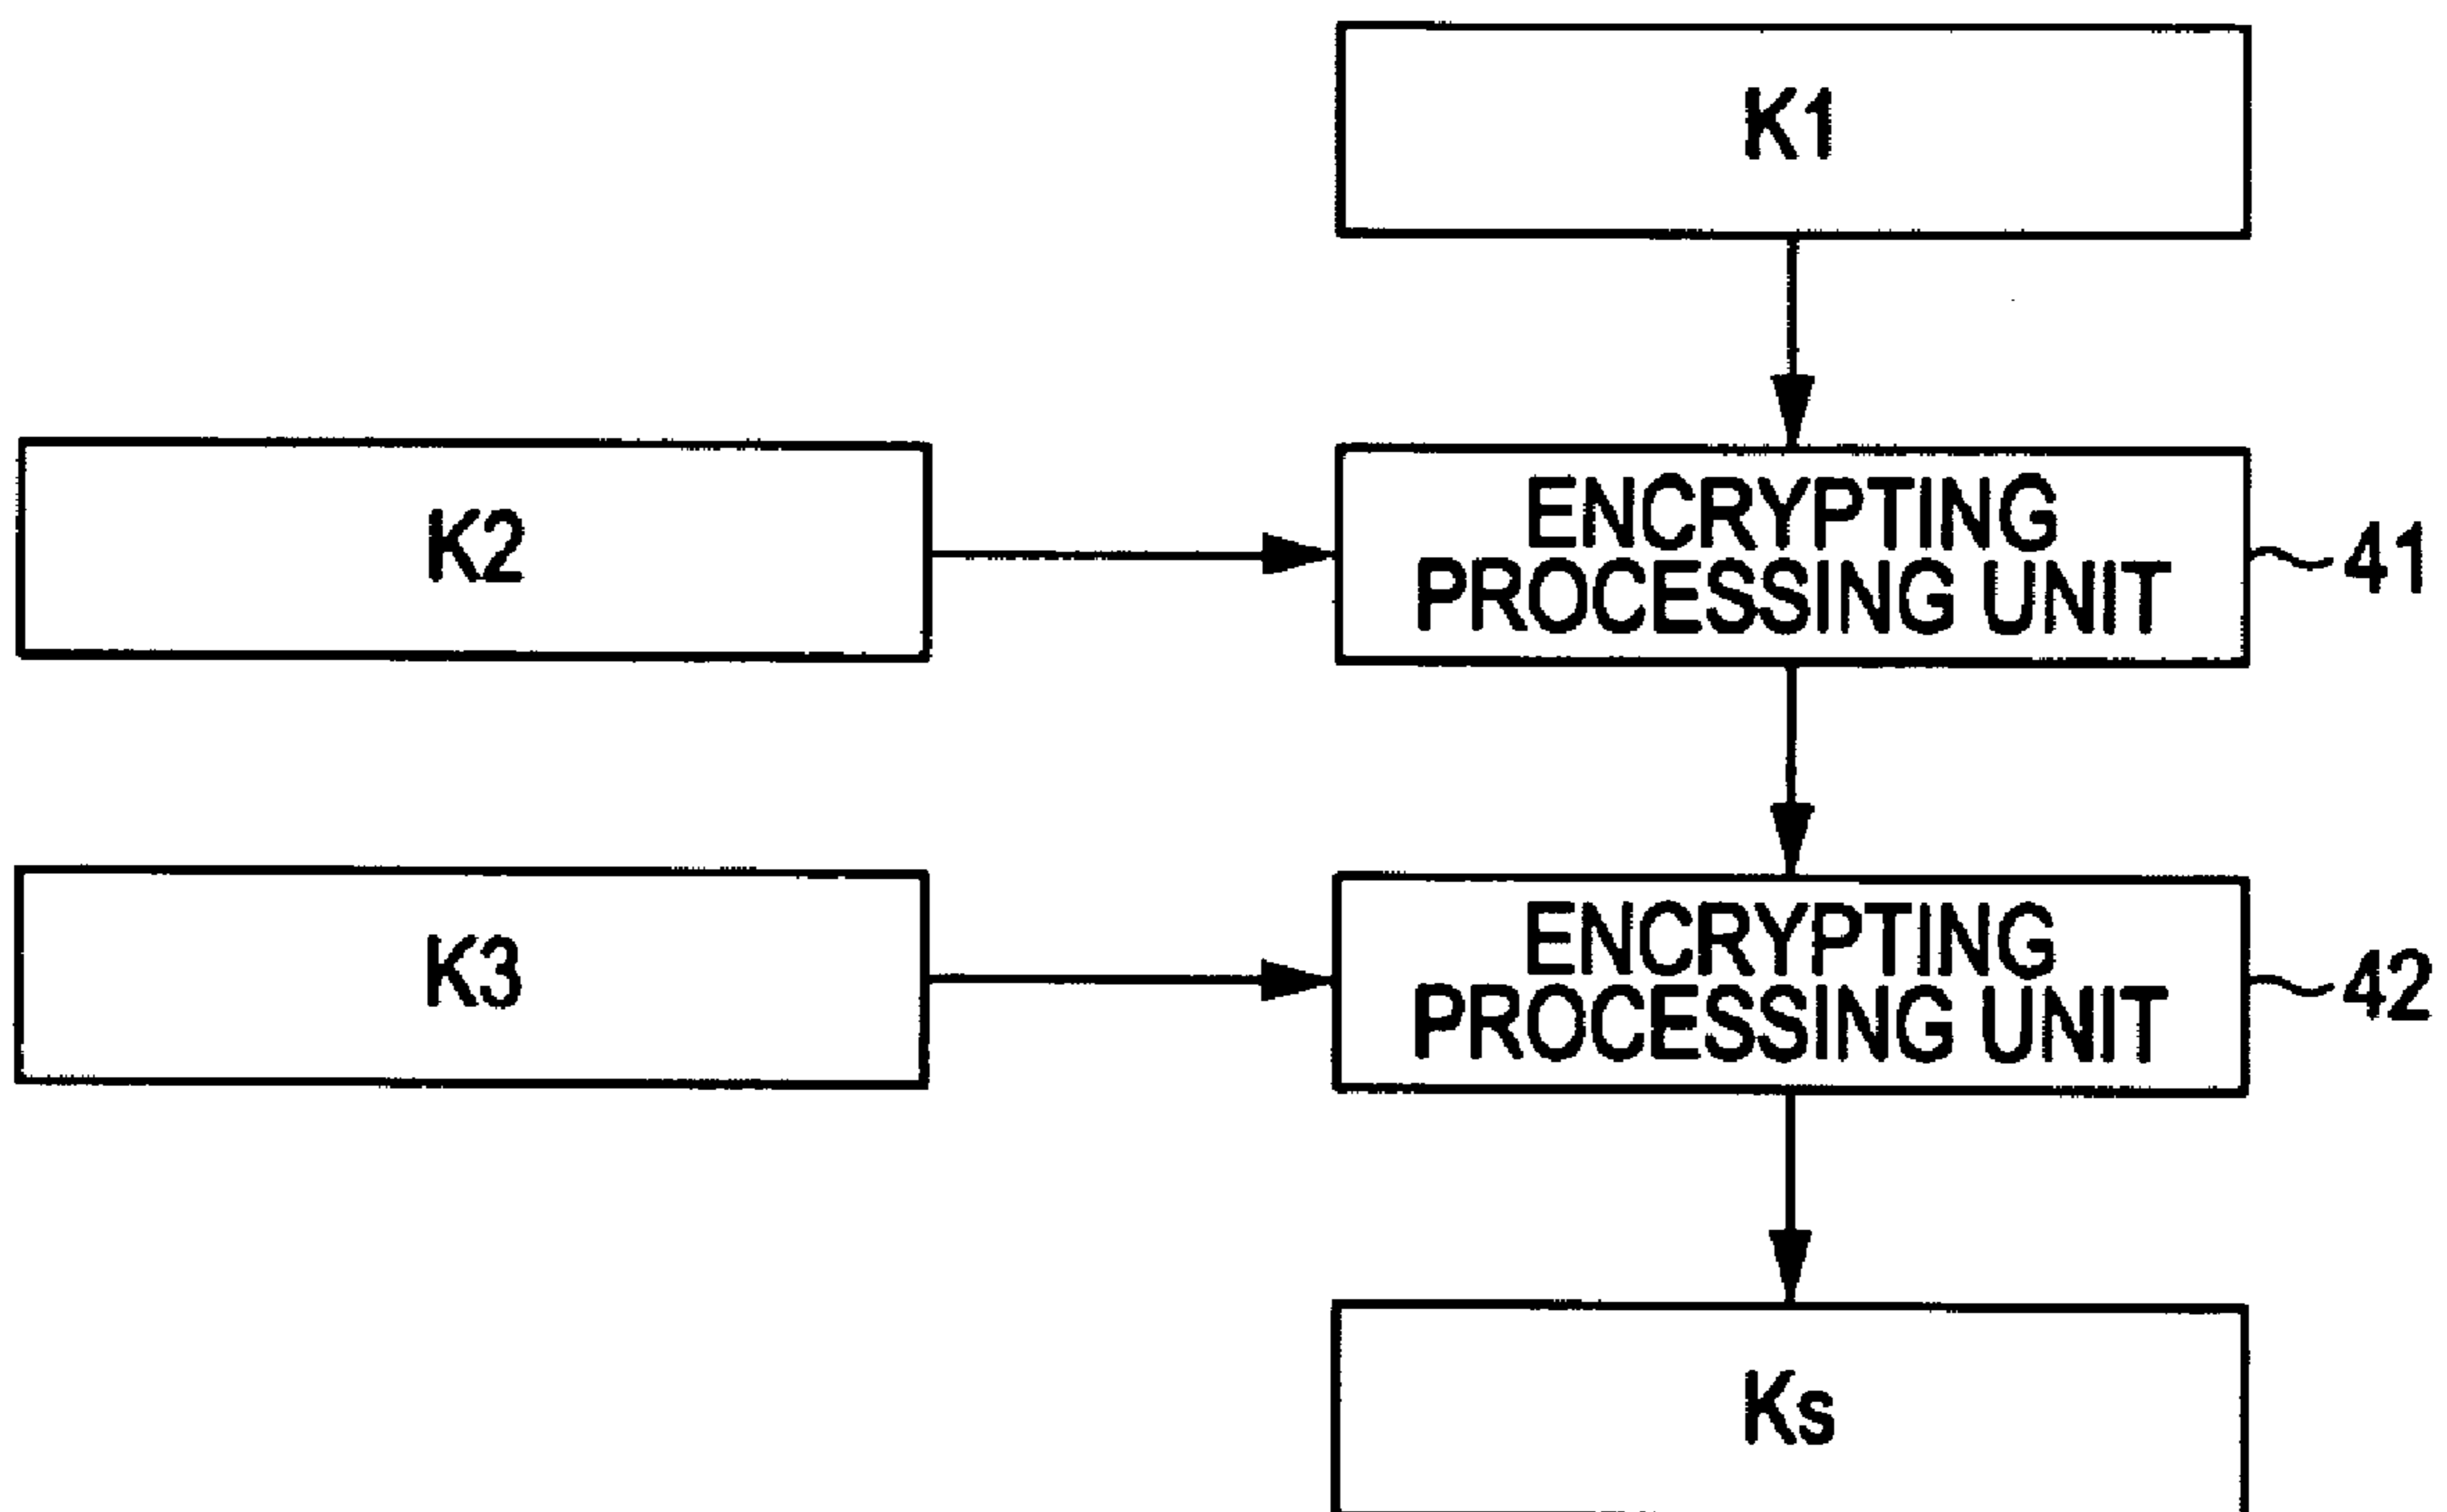 K1
K2
ENCRYPTING
PROCESSING UNIT
41
K3
ENCRYPTING
PROCESSING UNIT
42
Ks